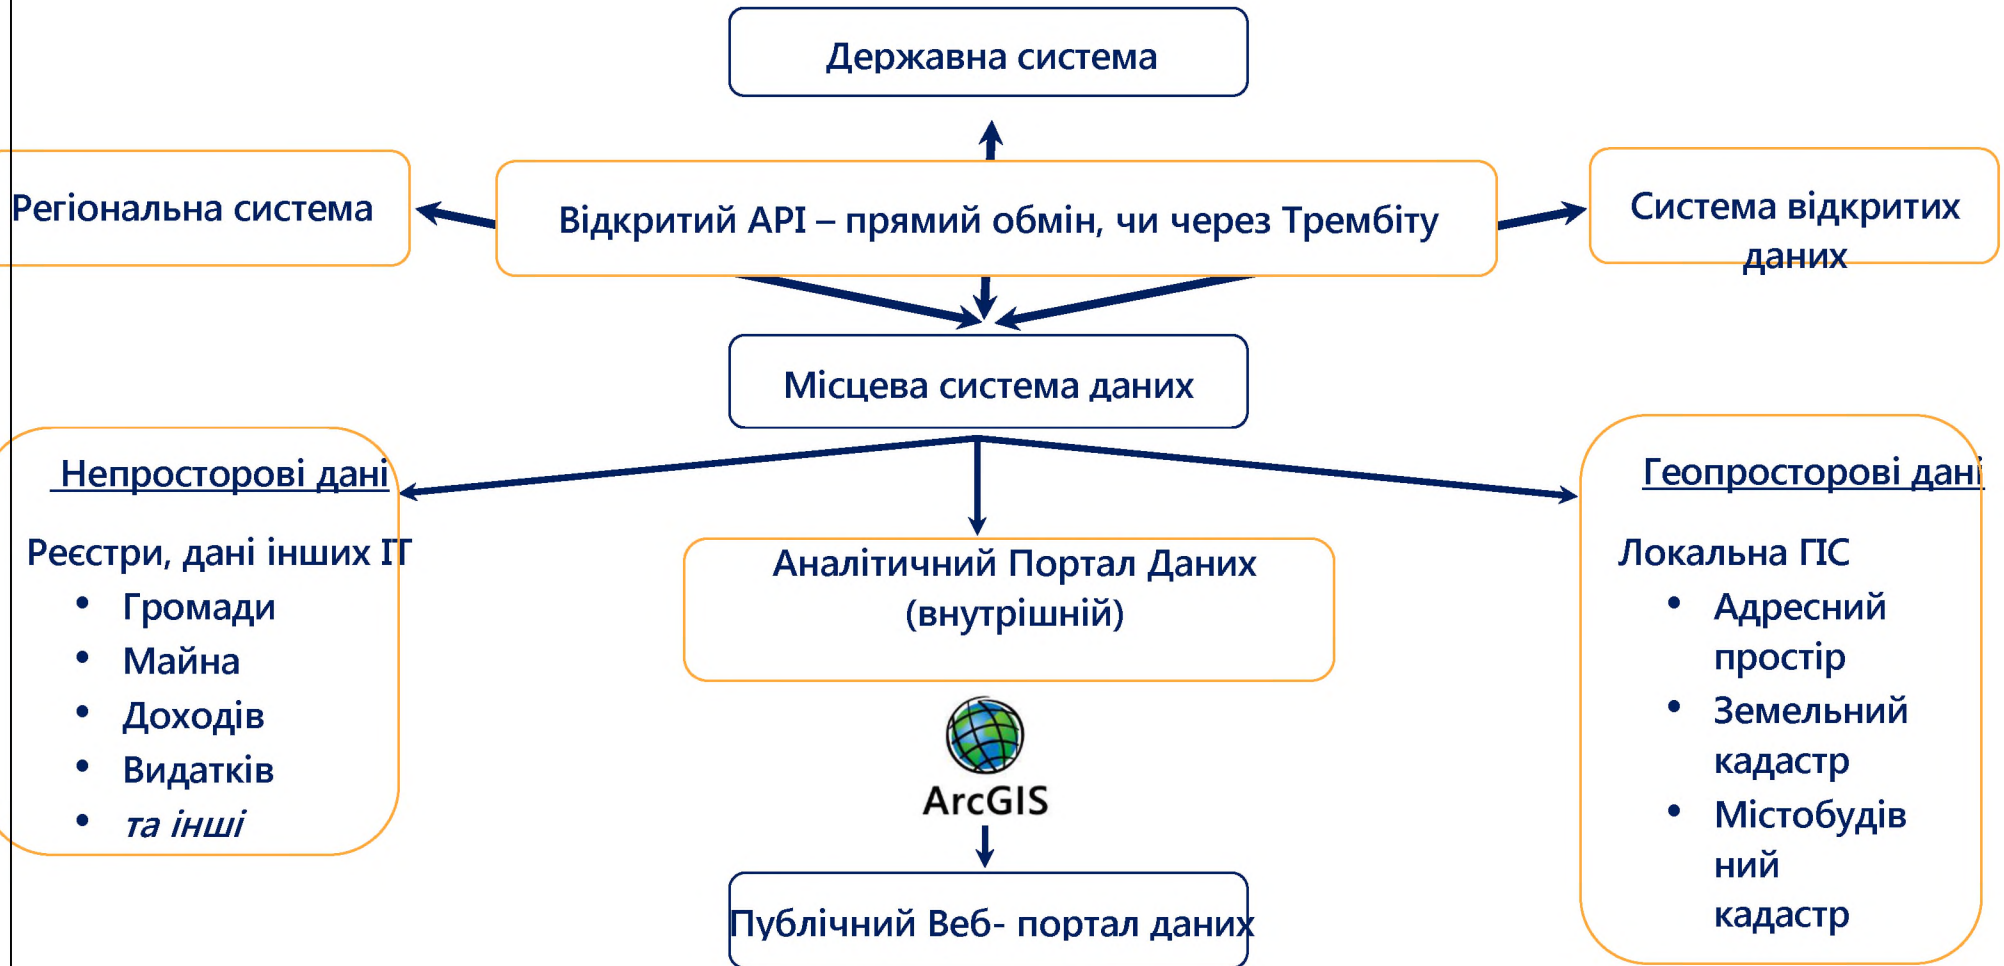 Державна система
Регіональна система
Відкритий API – прямий обмін, чи через Трембіту
Система відкритих
даних
Місцева система даних
Непросторові дані
Реєстри, дані інших ІТ
• Громади
• Майна
• Доходів
• Видатків
• та інші
Аналітичний Портал Даних
(внутрішній)
ArcGIS
Публічний Веб- портал даних
Геопросторові дані
Локальна ГІС
• Адресний
простір
• Земельний
кадастр
• Містобудів
ний
кадастр